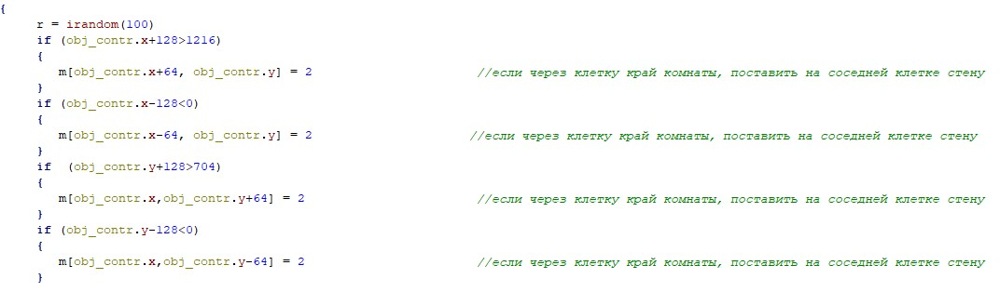 {
r = irandom(100)
if (obj_contr.x+128>1216)
{
m[obj_contr.x+64, obj_contr.y] = 2 //если через клетку край комнаты, поставить на соседней клетке стену
}
if (obj_contr.x-128<0)
{
m[obj_contr.x-64, obj_contr.y] = 2 //если через клетку край комнаты, поставить на соседней клетке стену
}
if  (obj_contr.y+128>704)
{
m[obj_contr.x,obj_contr.y+64] = 2 //если через клетку край комнаты, поставить на соседней клетке стену
}
if (obj_contr.y-128<0)
{
m[obj_contr.x,obj_contr.y-64] = 2 //если через клетку край комнаты, поставить на соседней клетке стену
}